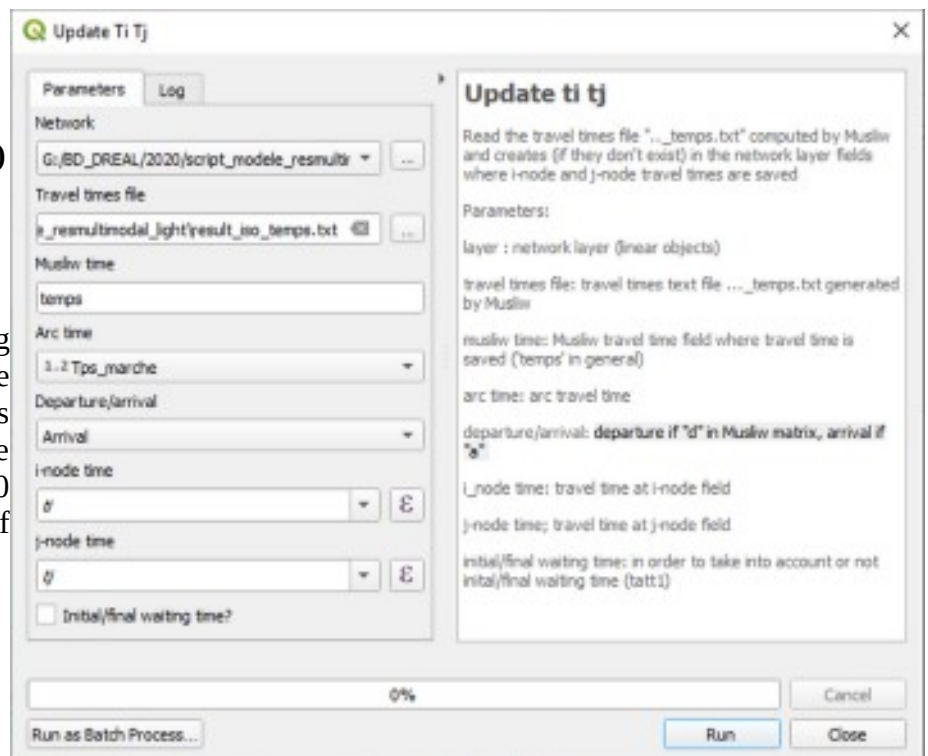 Update Ti Tj
Parameters
Log
Network
G:/BD_DREAL/2020/script_modele_resmultir
...
Travel times file
e_resmultimodal_light\result_iso_temps.txt
...
Musliw time
temps
Arc time
1..2 Tps_marche
Departure/arrival
Arrival
i-node time
ε
j-node time
tj
ε
Initial/final waiting time?
Update ti tj
Read the travel times file "..._temps.txt" computed by Musliw
and creates (if they don't exist) in the network layer fields
where i-node and j-node travel times are saved
Parameters:
layer : network layer (linear objects)
travel times file: travel times text file ..._temps.txt generated
by Musliw
musliw time: Musliw travel time field where travel time is
saved ('temps' in general)
arc time: arc travel time
departure/arrival: departure if "d" in Musliw matrix, arrival if
"a"
i_node time: travel time at i-node field
j-node time; travel time at j-node field
initial/final waiting time: in order to take into account or not
inital/final waiting time (tatt1)
0%
Cancel
Run as Batch Process...
Run
Close